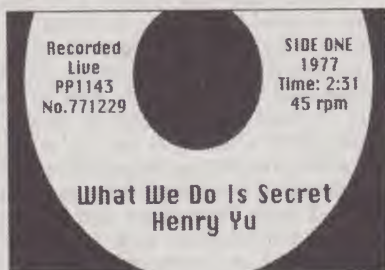 Recorded
Live
PP1143
No.771229
SIDE ONE
1977
Time: 2:31
45 rpm
What We Do Is Secret
Henry Yu